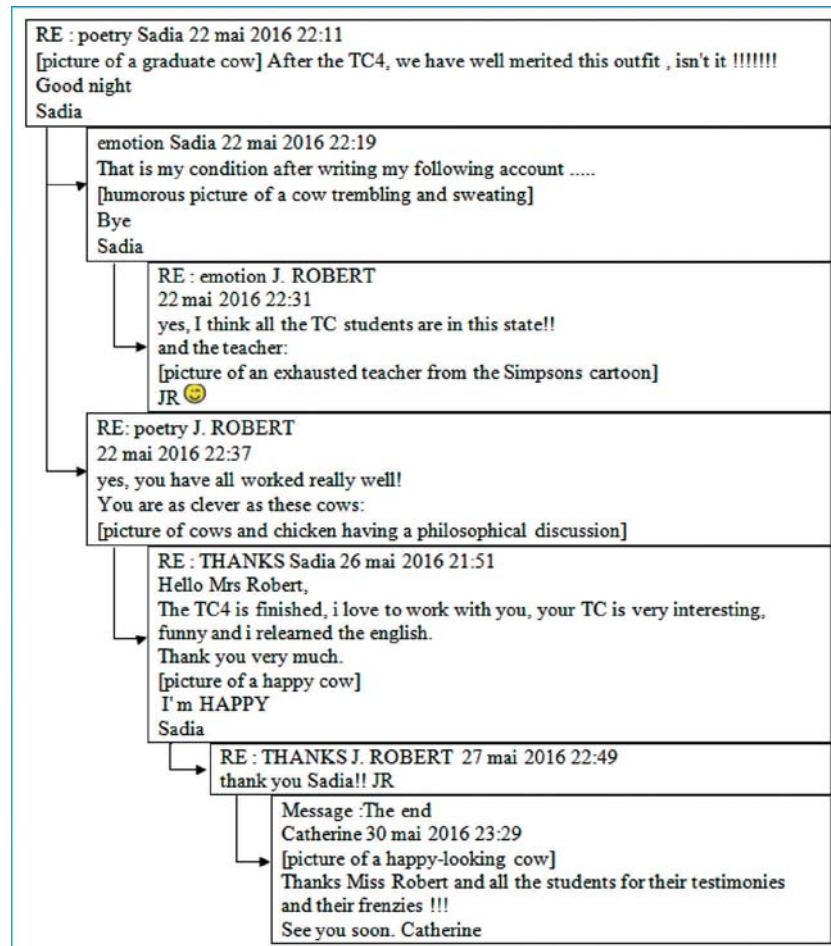 RE : poetry Sadia 22 mai 2016 22:11
[picture of a graduate cow] After the TC4, we have well merited this outfit , isn't it !!!!!!!
Good night
Sadia
emotion Sadia 22 mai 2016 22:19
That is my condition after writing my following account .....
[humorous picture of a cow trembling and sweating]
Bye
Sadia
RE : emotion J. ROBERT
22 mai 2016 22:31
yes, I think all the TC students are in this state!!
and the teacher:
[picture of an exhausted teacher from the Simpsons cartoon]
JR
RE: poetry J. ROBERT
22 mai 2016 22:37
yes, you have all worked really well!
You are as clever as these cows:
[picture of cows and chicken having a philosophical discussion]
RE : THANKS Sadia 26 mai 2016 21:51
Hello Mrs Robert,
The TC4 is finished, i love to work with you, your TC is very interesting,
funny and i relearned the english.
Thank you very much.
[picture of a happy cow]
I'm HAPPY
Sadia
RE : THANKS J. ROBERT 27 mai 2016 22:49
thank you Sadia!! JR
Message :The end
Catherine 30 mai 2016 23:29
[picture of a happy-looking cow]
Thanks Miss Robert and all the students for their testimonies
and their frenzies !!!
See you soon. Catherine